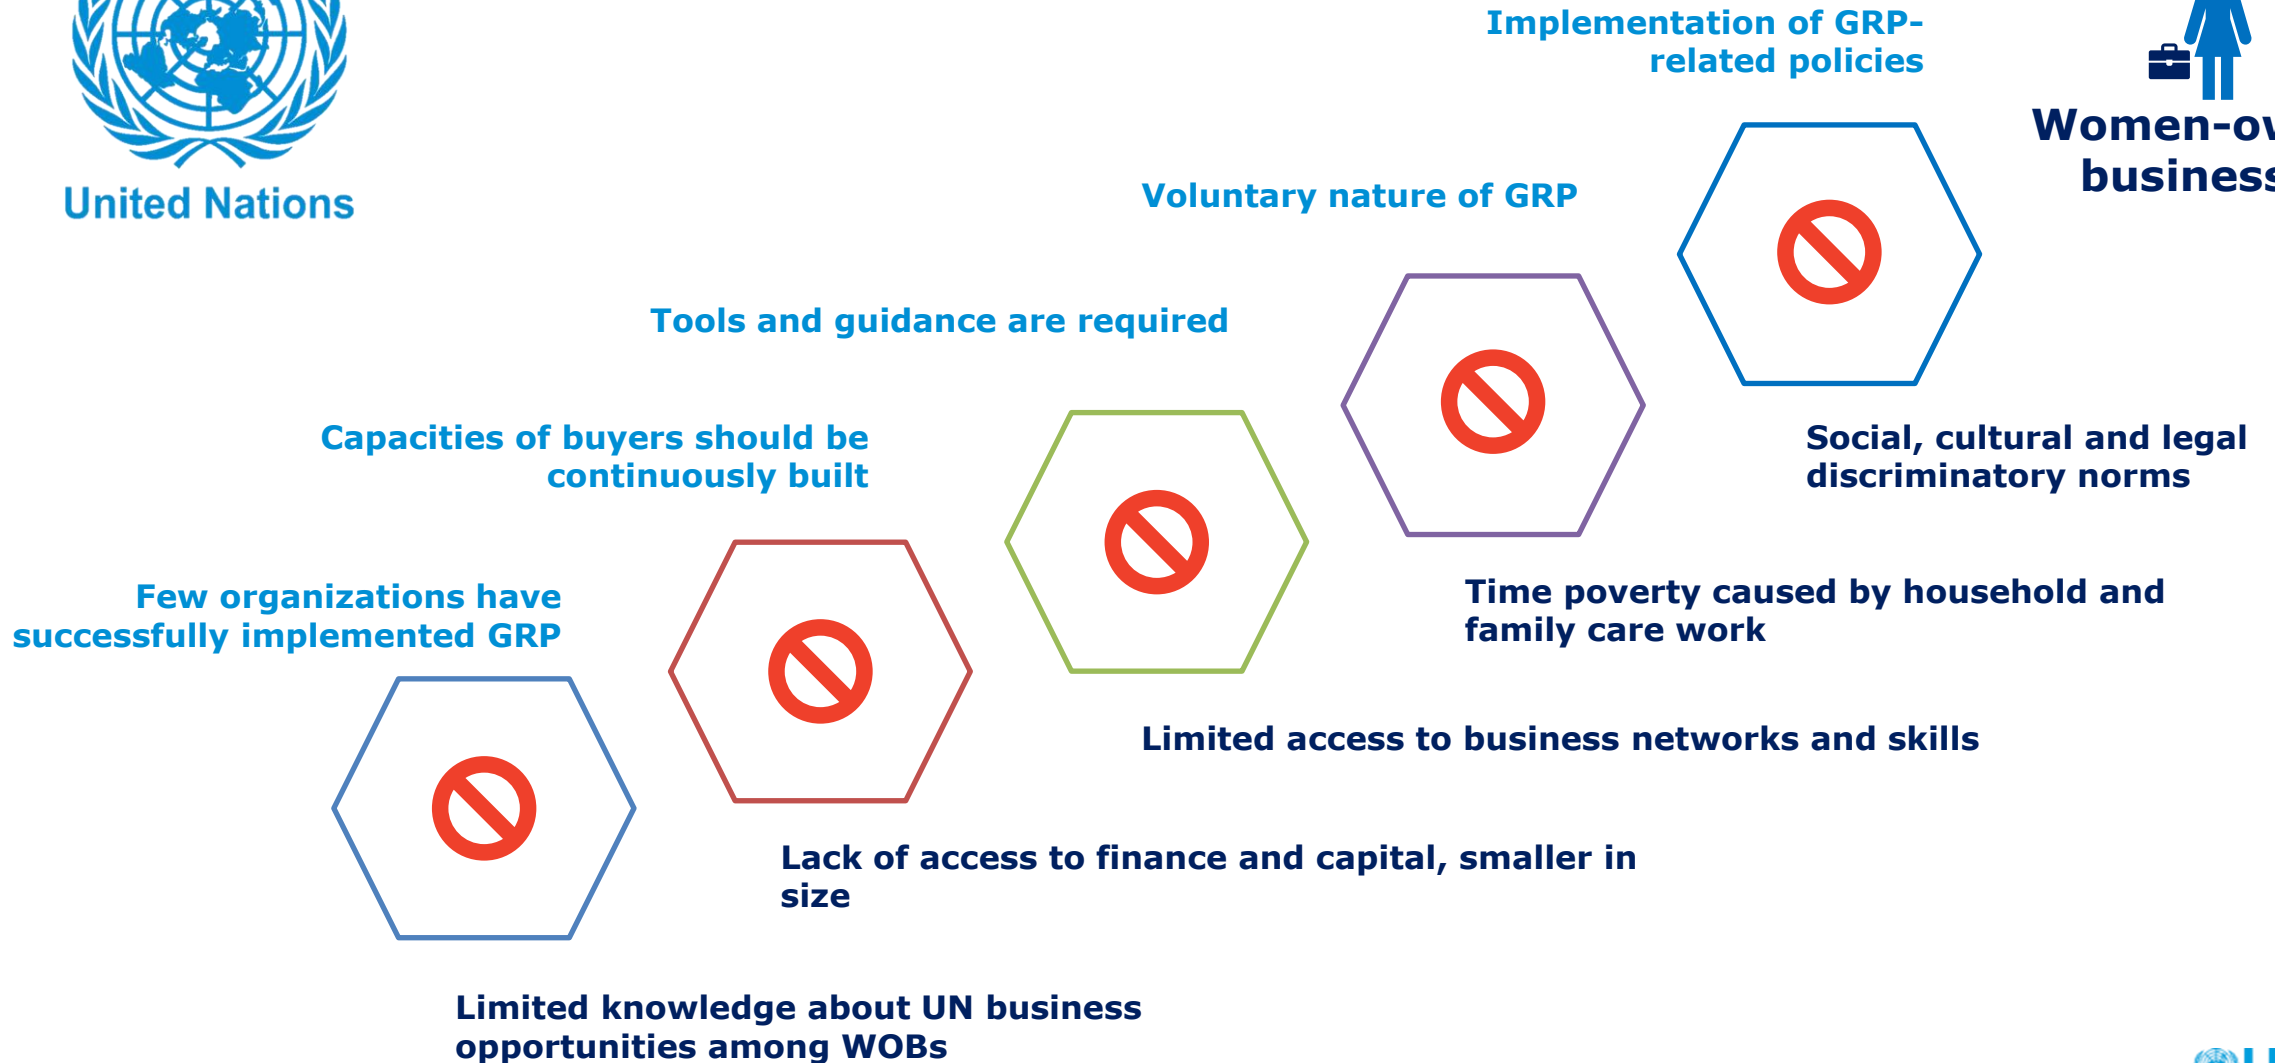 Implementation of GRP-
related policies
Women-ow
business
United Nations
Voluntary nature of GRP
Tools and guidance are required
Capacities of buyers should be
continuously built
Social, cultural and legal
discriminatory norms
Few organizations have
successfully implemented GRP
Time poverty caused by household and
family care work
Limited access to business networks and skills
Lack of access to finance and capital, smaller in
size
Limited knowledge about UN business
opportunities among WOBs